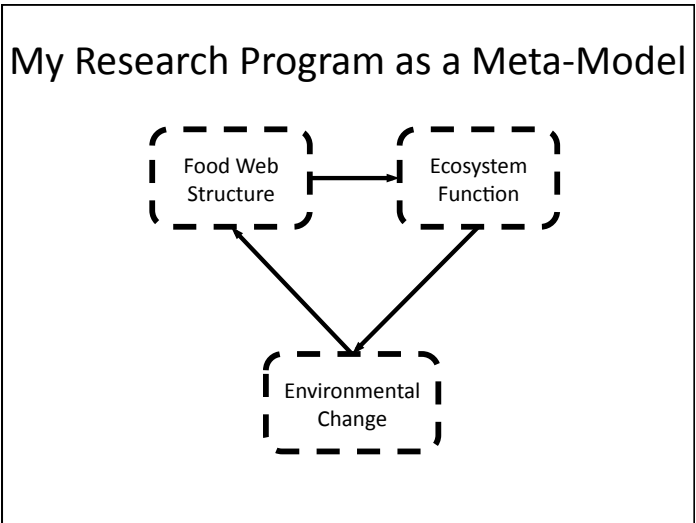 My Research Program as a Meta-Model
Food Web
Structure
Ecosystem
Function
Environmental
Change